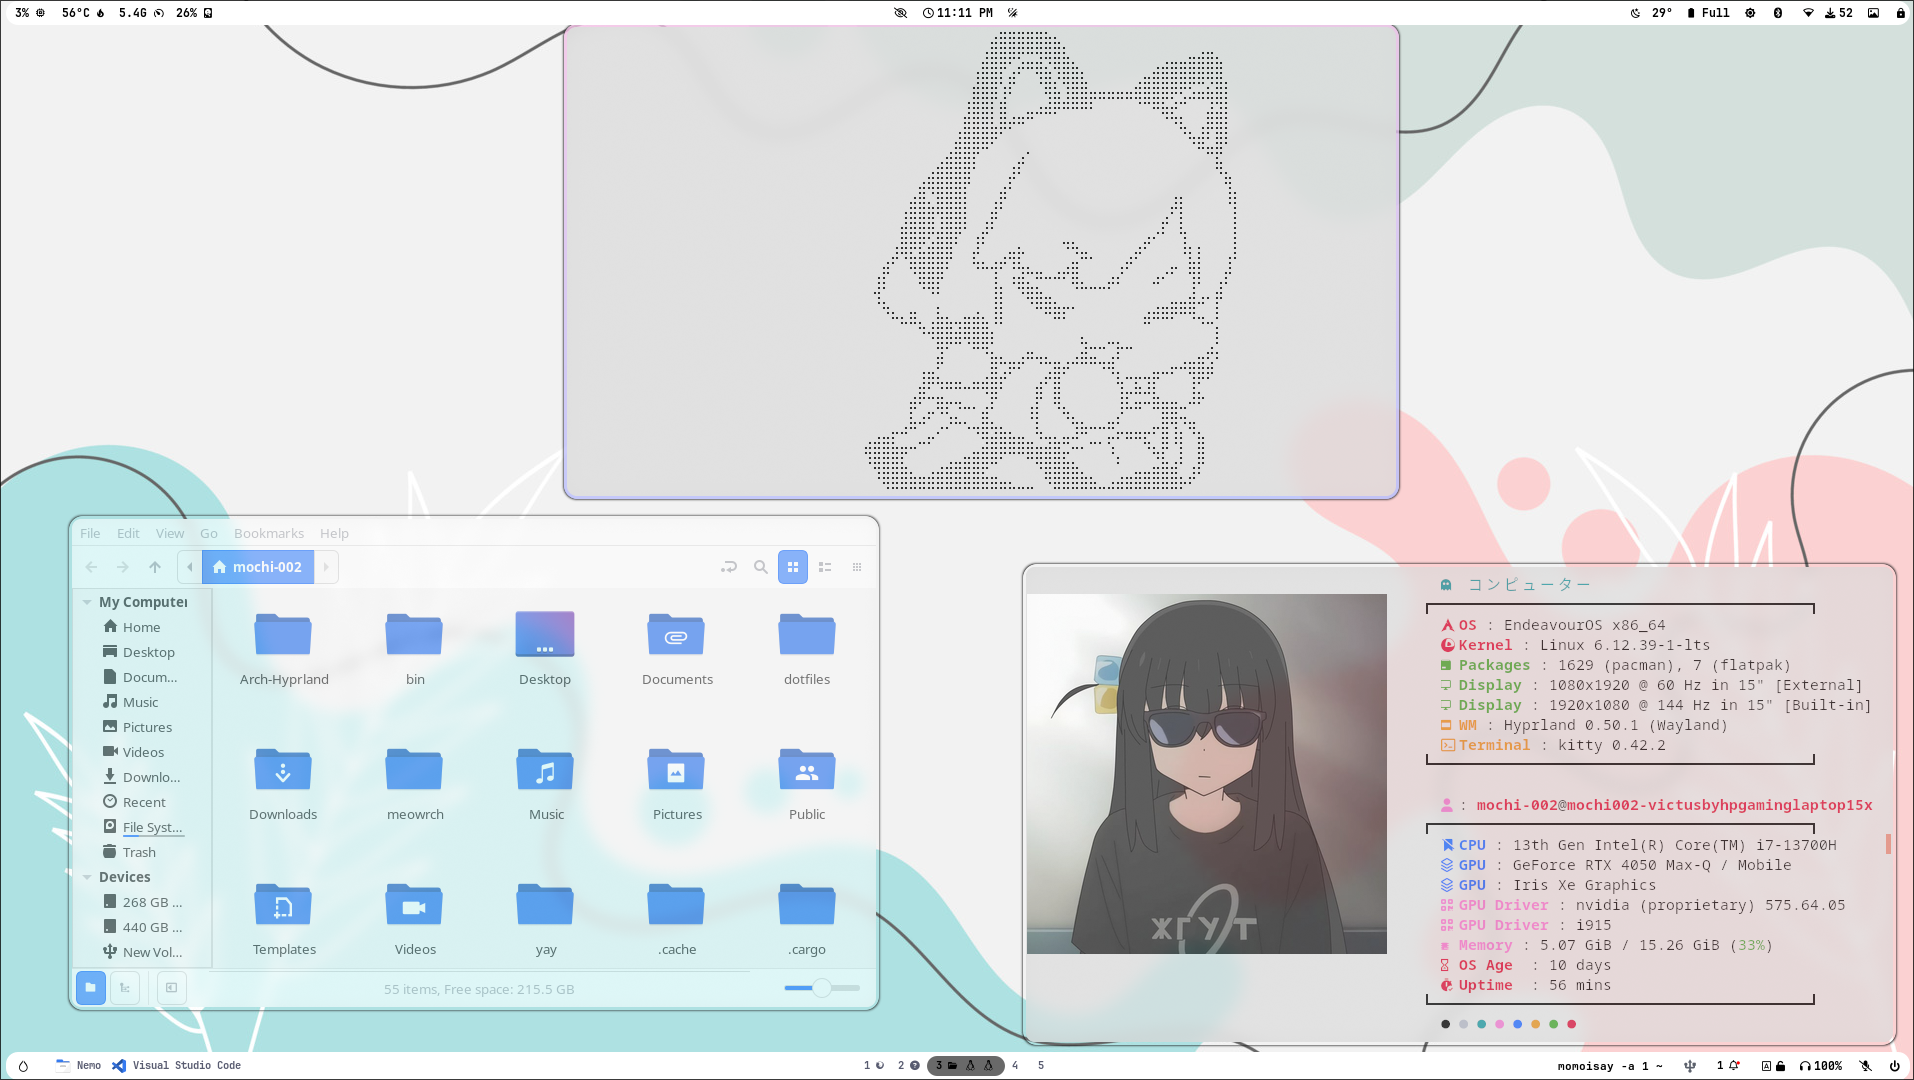 3% 56°C 5.4G 26% 11:11 PM 29° Full 52
File Edit View Go Bookmarks Help
mochi-002
My Computer
Home
Desktop
Docum...
Music
Pictures
Videos
Downlo...
Recent
File Syst...
Trash
Devices
268 GB ...
440 GB ...
New Vol...
Arch-Hyprland bin Desktop Documents dotfiles
Downloads meowrch Music Pictures Public
Templates Videos yay .cache .cargo
55 items, Free space: 215.5 GB
コンピューター
OS : EndeavourOS x86_64
Kernel : Linux 6.12.39-1-lts
Packages : 1629 (pacman), 7 (flatpak)
Display : 1080x1920 @ 60 Hz in 15" [External]
Display : 1920x1080 @ 144 Hz in 15" [Built-in]
WM : Hyprland 0.50.1 (Wayland)
Terminal : kitty 0.42.2
: mochi-002@mochi002-victusbyhpgaminglaptop15x
CPU : 13th Gen Intel(R) Core(TM) i7-13700H
GPU : GeForce RTX 4050 Max-Q / Mobile
GPU : Iris Xe Graphics
GPU Driver : nvidia (proprietary) 575.64.05
GPU Driver : i915
Memory : 5.07 GiB / 15.26 GiB (33%)
OS Age : 10 days
Uptime : 56 mins
ЖГУТ
Nemo Visual Studio Code 1 2 3 4 5 momoisay -a 1 ~ 1 100%